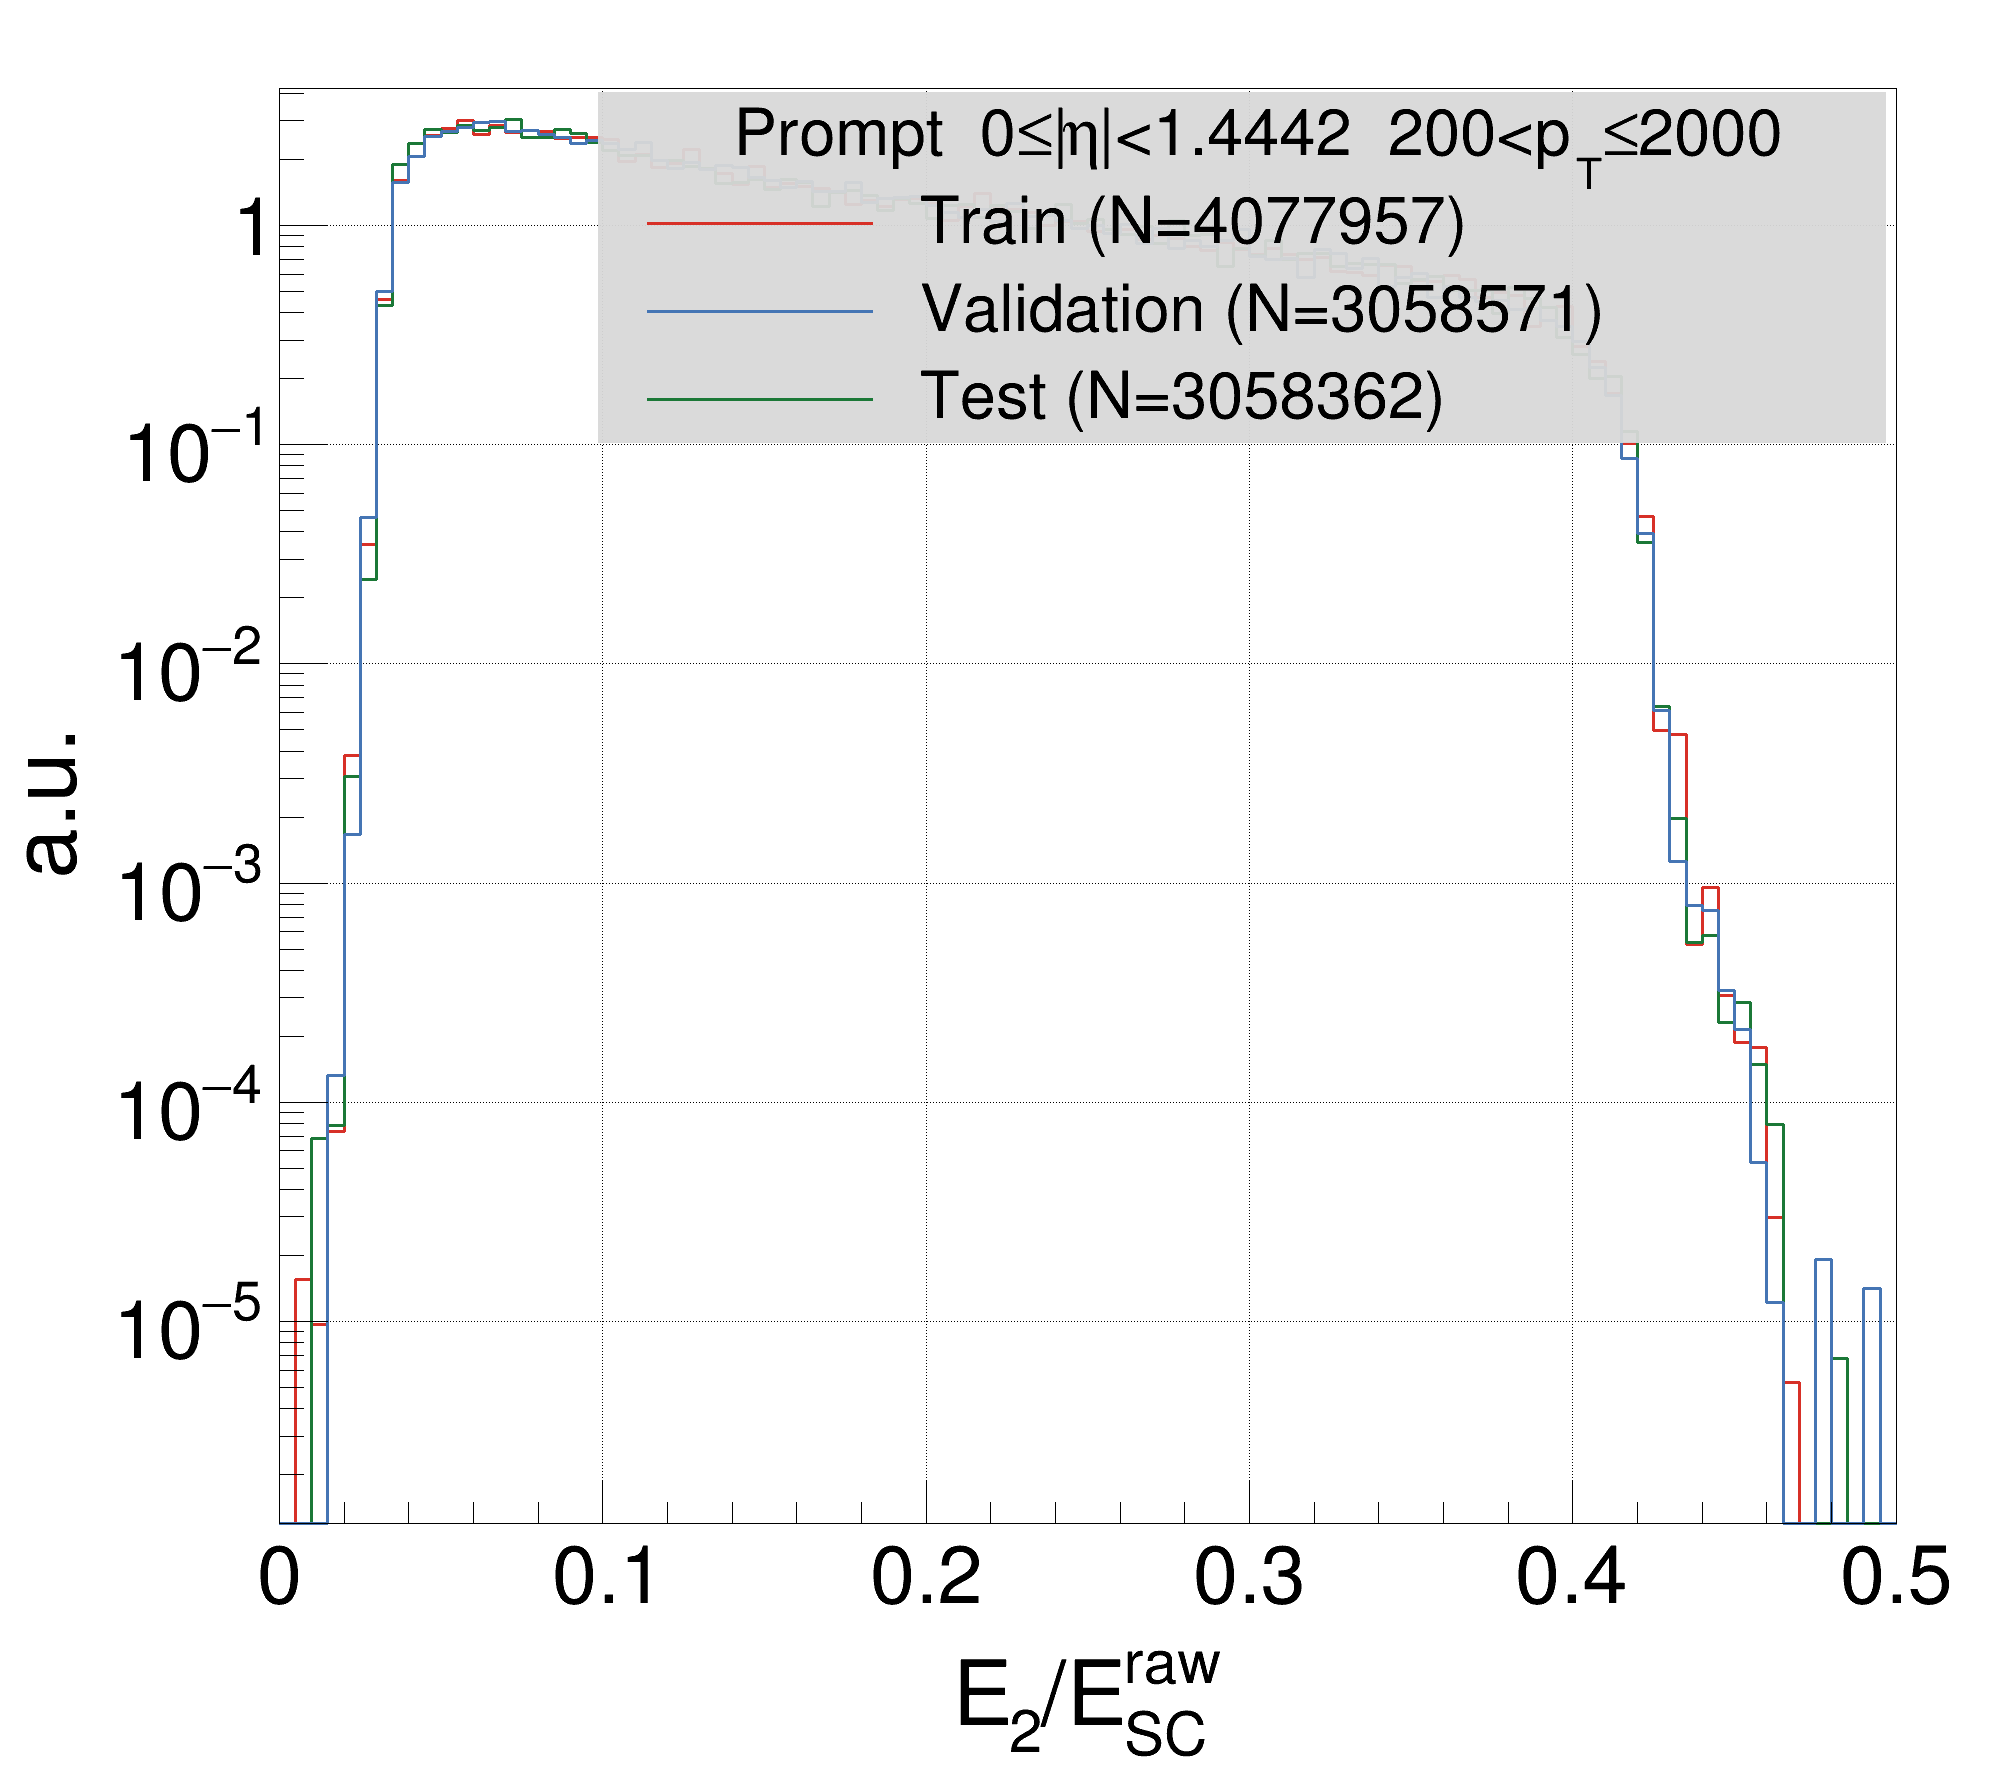 Prompt 0≤|η|<1.4442 200<p_T≤2000
Train (N=4077957)
Validation (N=3058571)
Test (N=3058362)
1
10⁻¹
10⁻²
10⁻³
10⁻⁴
10⁻⁵
a.u.
0 0.1 0.2 0.3 0.4 0.5
E₂/E_SC^raw